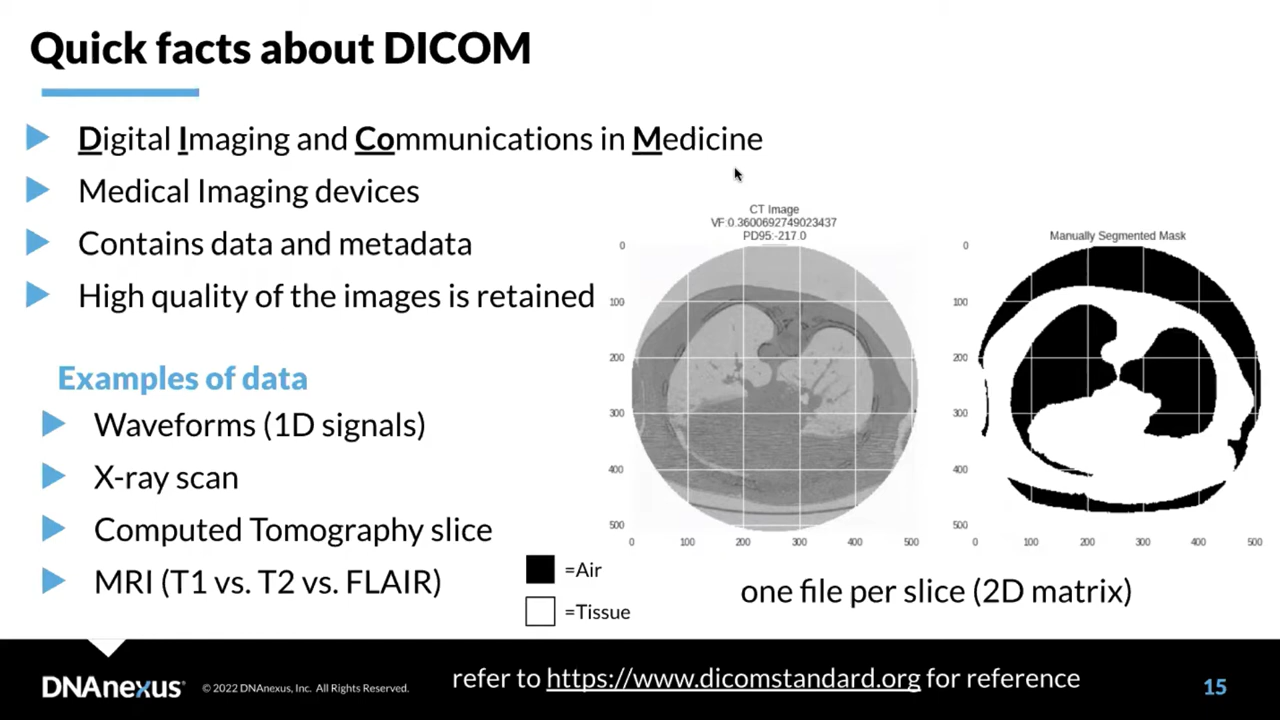 Quick facts about DICOM
Digital Imaging and Communications in Medicine
Medical Imaging devices
Contains data and metadata
High quality of the images is retained
Examples of data
Waveforms (1D signals)
X-ray scan
Computed Tomography slice
MRI (T1 vs. T2 vs. FLAIR)
CT Image
VF:0.3600692749023437
PD95:-217.0
0
100
200
300
400
500
0 100 200 300 400 500
Manually Segmented Mask
0
100
200
300
400
500
0 100 200 300 400 500
=Air
=Tissue
one file per slice (2D matrix)
DNAnexus® © 2022 DNAnexus, Inc. All Rights Reserved.
refer to https://www.dicomstandard.org for reference
15